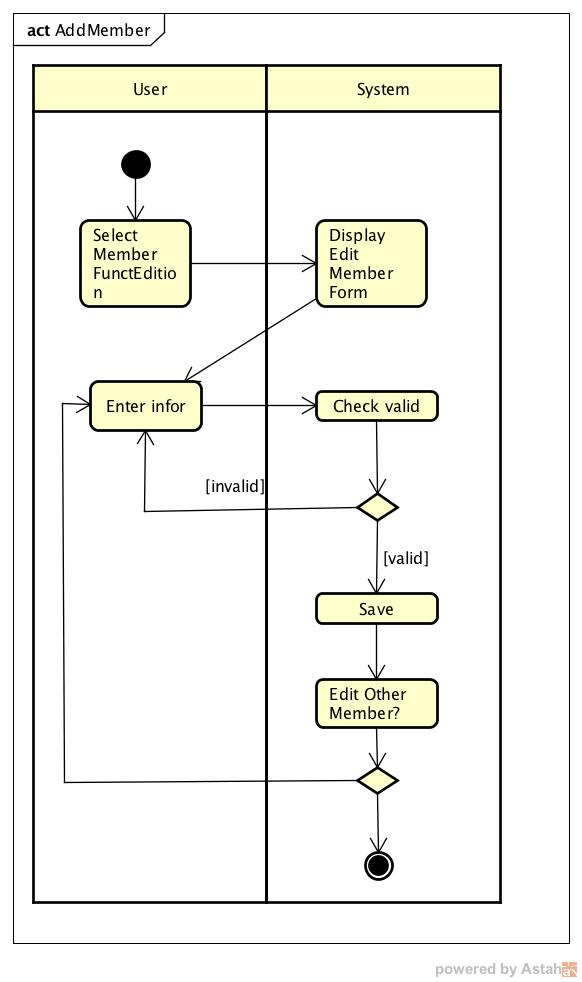 act AddMember
User
System
Select
Member
FunctEditio
n
Display
Edit
Member
Form
Enter infor
Check valid
[invalid]
[valid]
Save
Edit Other
Member?
powered by Astah